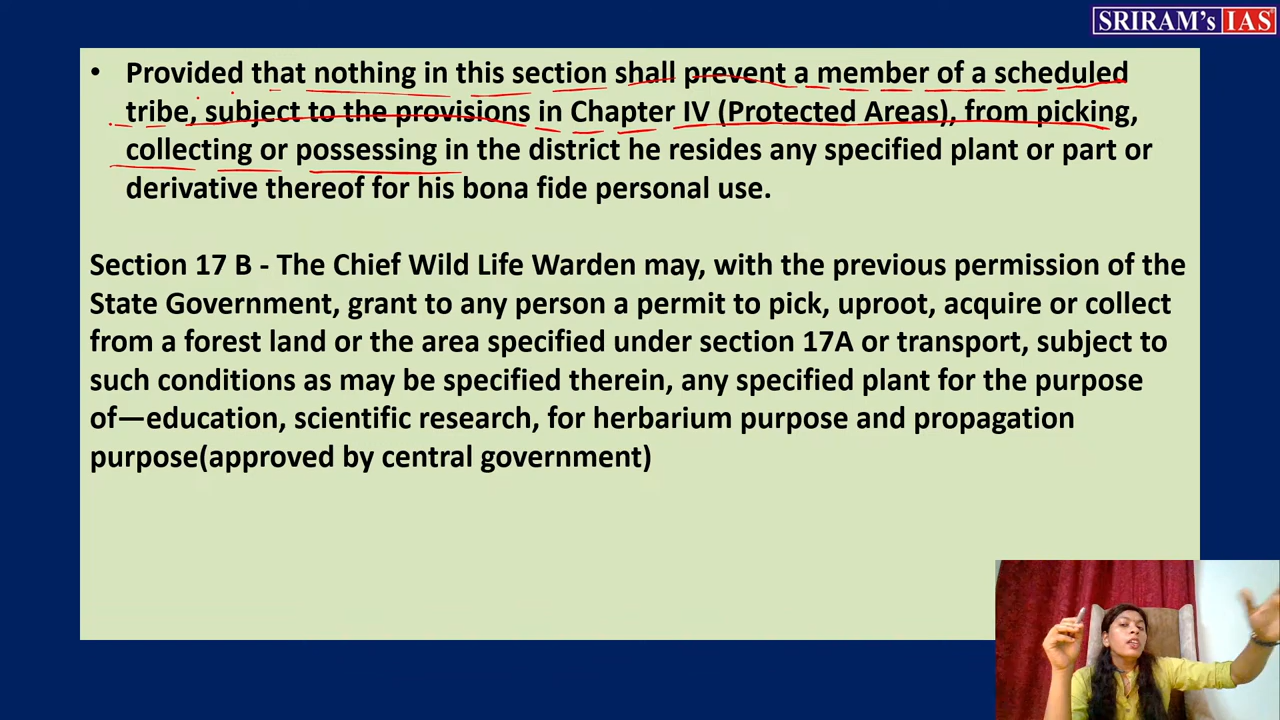 SRIRAM's IAS
• Provided that nothing in this section shall prevent a member of a scheduled
tribe, subject to the provisions in Chapter IV (Protected Areas), from picking,
collecting or possessing in the district he resides any specified plant or part or
derivative thereof for his bona fide personal use.
Section 17 B - The Chief Wild Life Warden may, with the previous permission of the
State Government, grant to any person a permit to pick, uproot, acquire or collect
from a forest land or the area specified under section 17A or transport, subject to
such conditions as may be specified therein, any specified plant for the purpose
of—education, scientific research, for herbarium purpose and propagation
purpose(approved by central government)